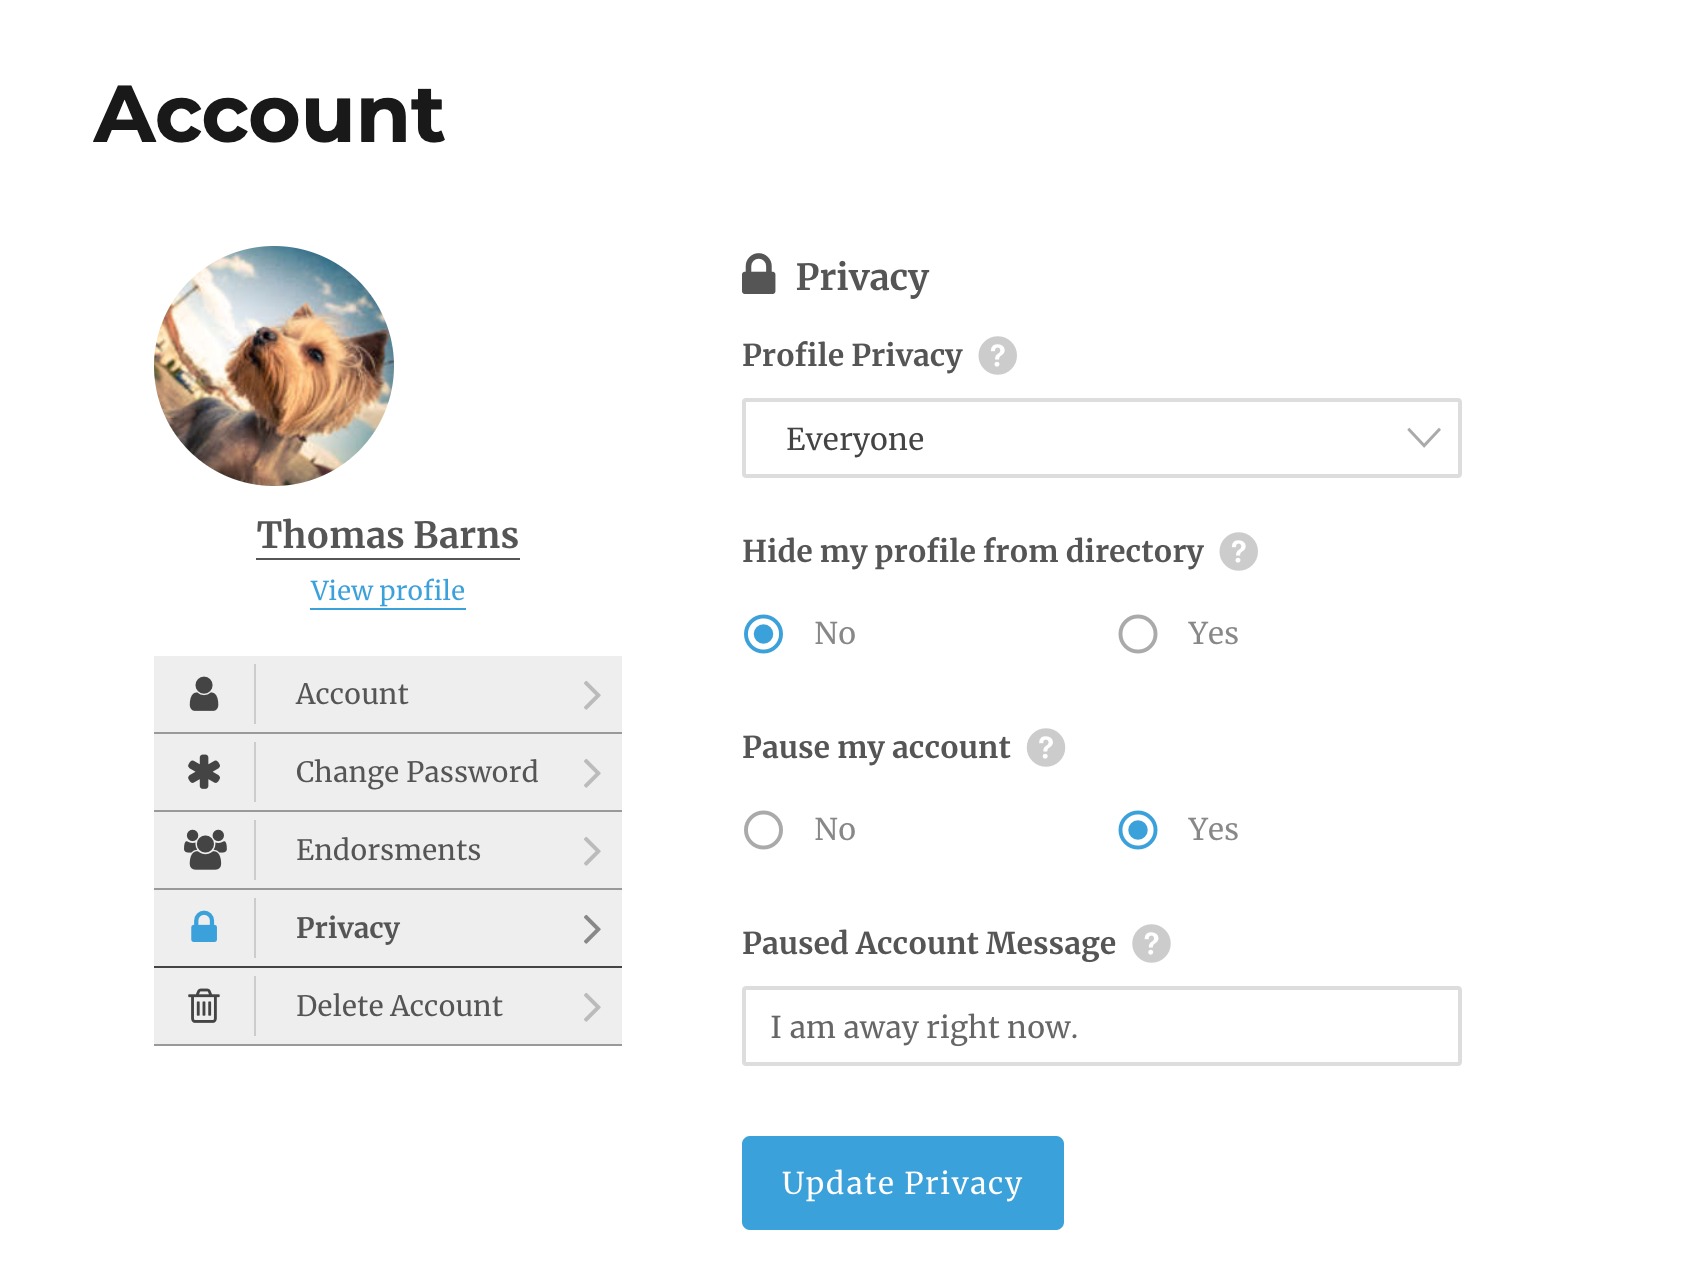 Account
Thomas Barns
View profile
Account
Change Password
Endorsments
Privacy
Delete Account
Privacy
Profile Privacy ?
Everyone
Hide my profile from directory ?
No Yes
Pause my account ?
No Yes
Paused Account Message ?
I am away right now.
Update Privacy